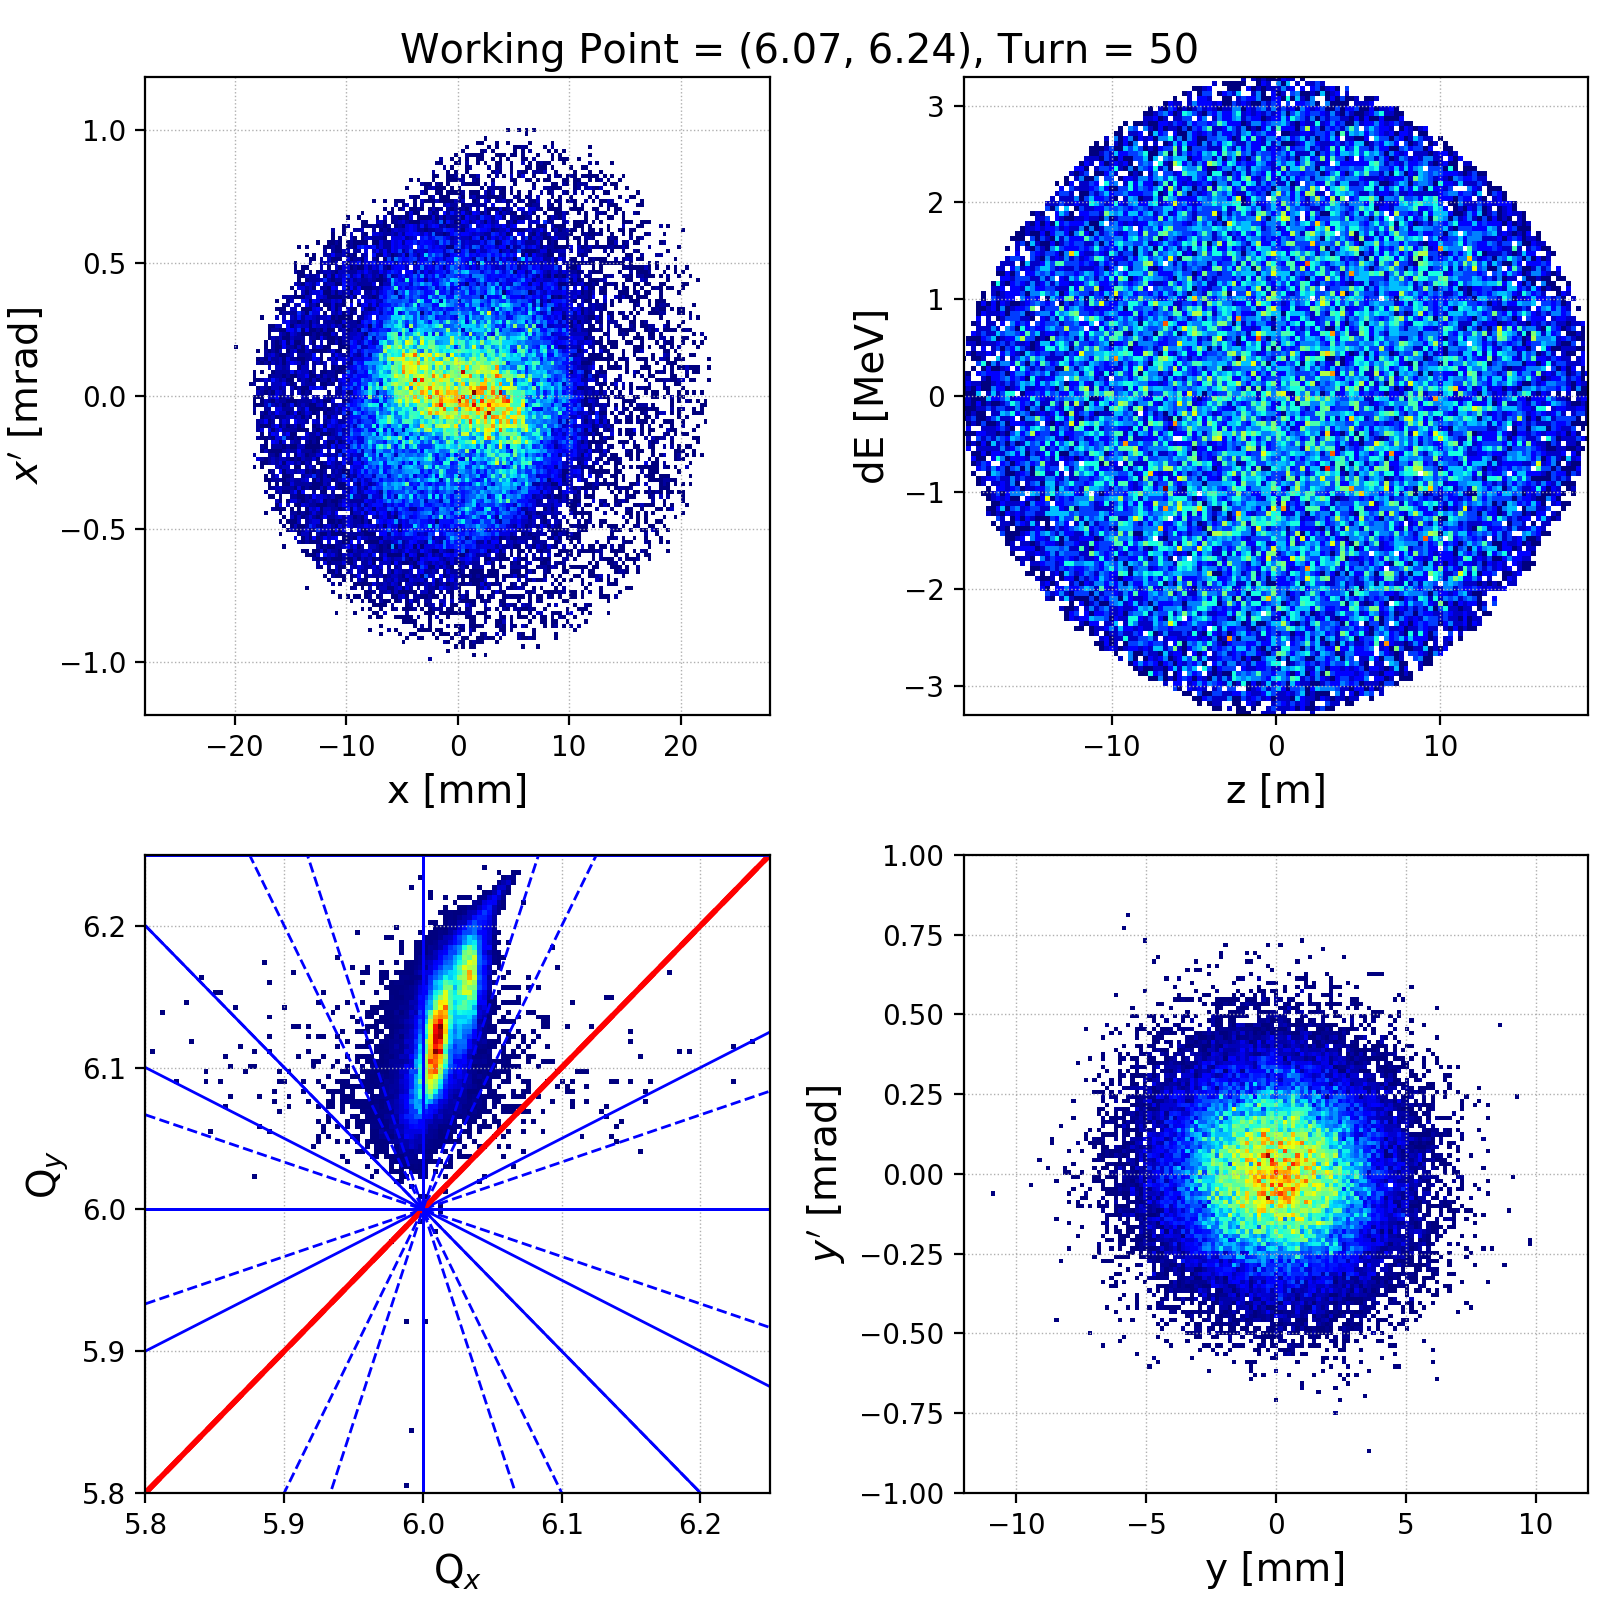 Working Point = (6.07, 6.24), Turn = 50
1.0
0.5
0.0
−0.5
−1.0
x′ [mrad]
−20 −10 0 10 20
x [mm]
3
2
1
0
−1
−2
−3
dE [MeV]
−10 0 10
z [m]
6.2
6.1
6.0
5.9
5.8
Qy
5.8 5.9 6.0 6.1 6.2
Qx
1.00
0.75
0.50
0.25
0.00
−0.25
−0.50
−0.75
−1.00
y′ [mrad]
−10 −5 0 5 10
y [mm]